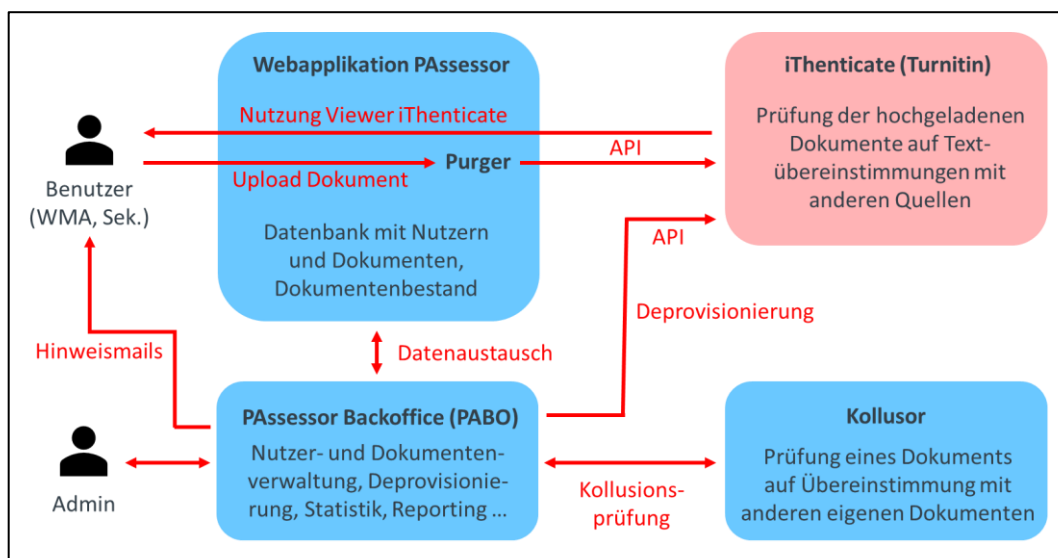 Webapplikation PAssessor
Nutzung Viewer iThenticate
Upload Dokument
Purger
Datenbank mit Nutzern
und Dokumenten,
Dokumentenbestand
iThenticate (Turnitin)
Prüfung der hochgeladenen
Dokumente auf Text-
übereinstimmungen mit
anderen Quellen
API
API
Benutzer
(WMA, Sek.)
Deprovisionierung
Hinweismails
Datenaustausch
PAssessor Backoffice (PABO)
Nutzer- und Dokumenten-
verwaltung, Deprovisionie-
rung, Statistik, Reporting ...
Admin
Kollusions-
prüfung
Kollusor
Prüfung eines Dokuments
auf Übereinstimmung mit
anderen eigenen Dokumenten